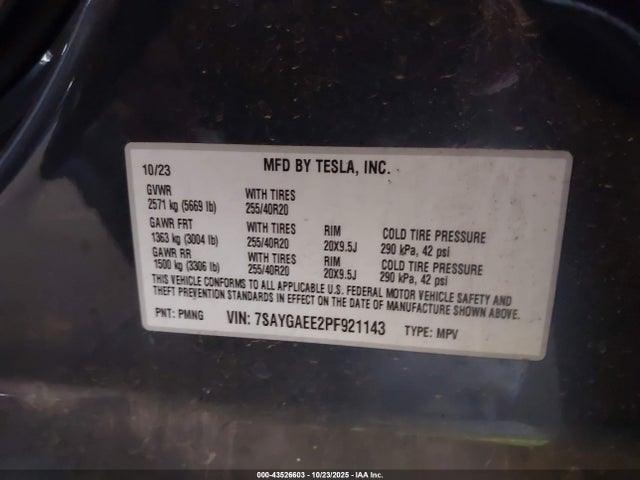 10/23 MFD BY TESLA, INC.
GVWR WITH TIRES
2571 kg (5669 lb) 255/40R20
GAWR FRT WITH TIRES RIM COLD TIRE PRESSURE
1363 kg (3004 lb) 255/40R20 20X9.5J 290 kPa, 42 psi
GAWR RR WITH TIRES RIM COLD TIRE PRESSURE
1500 kg (3306 lb) 255/40R20 20X9.5J 290 kPa, 42 psi
THIS VEHICLE CONFORMS TO ALL APPLICABLE U.S. FEDERAL MOTOR VEHICLE SAFETY AND
THEFT PREVENTION STANDARDS IN EFFECT ON THE DATE OF MANUFACTURE SHOWN ABOVE.
PNT: PMNG VIN: 7SAYGAEE2PF921143 TYPE: MPV
000-43526603 - 10/23/2025 - IAA Inc.